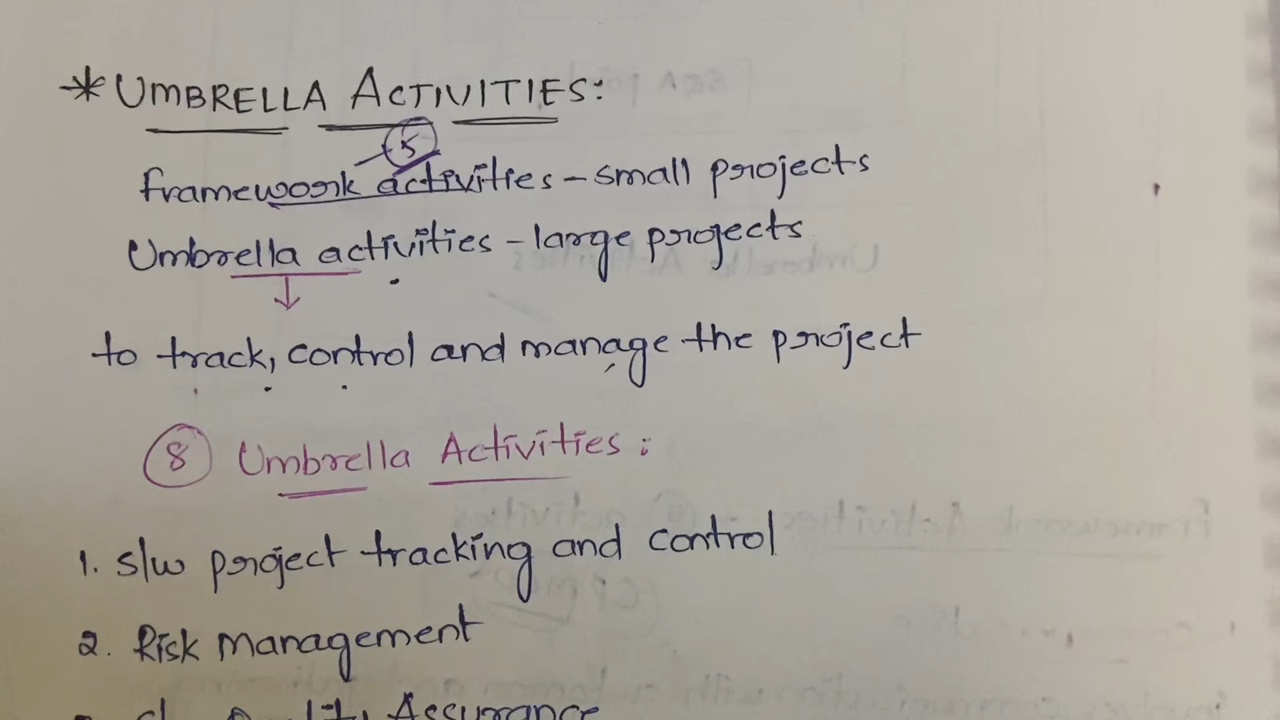 * UMBRELLA ACTIVITIES:
5
Framework activities - small projects
Umbrella activities - large projects
↓
to track, control and manage the project
8 Umbrella Activities:
1. s/w project tracking and control
2. Risk management
Assurance